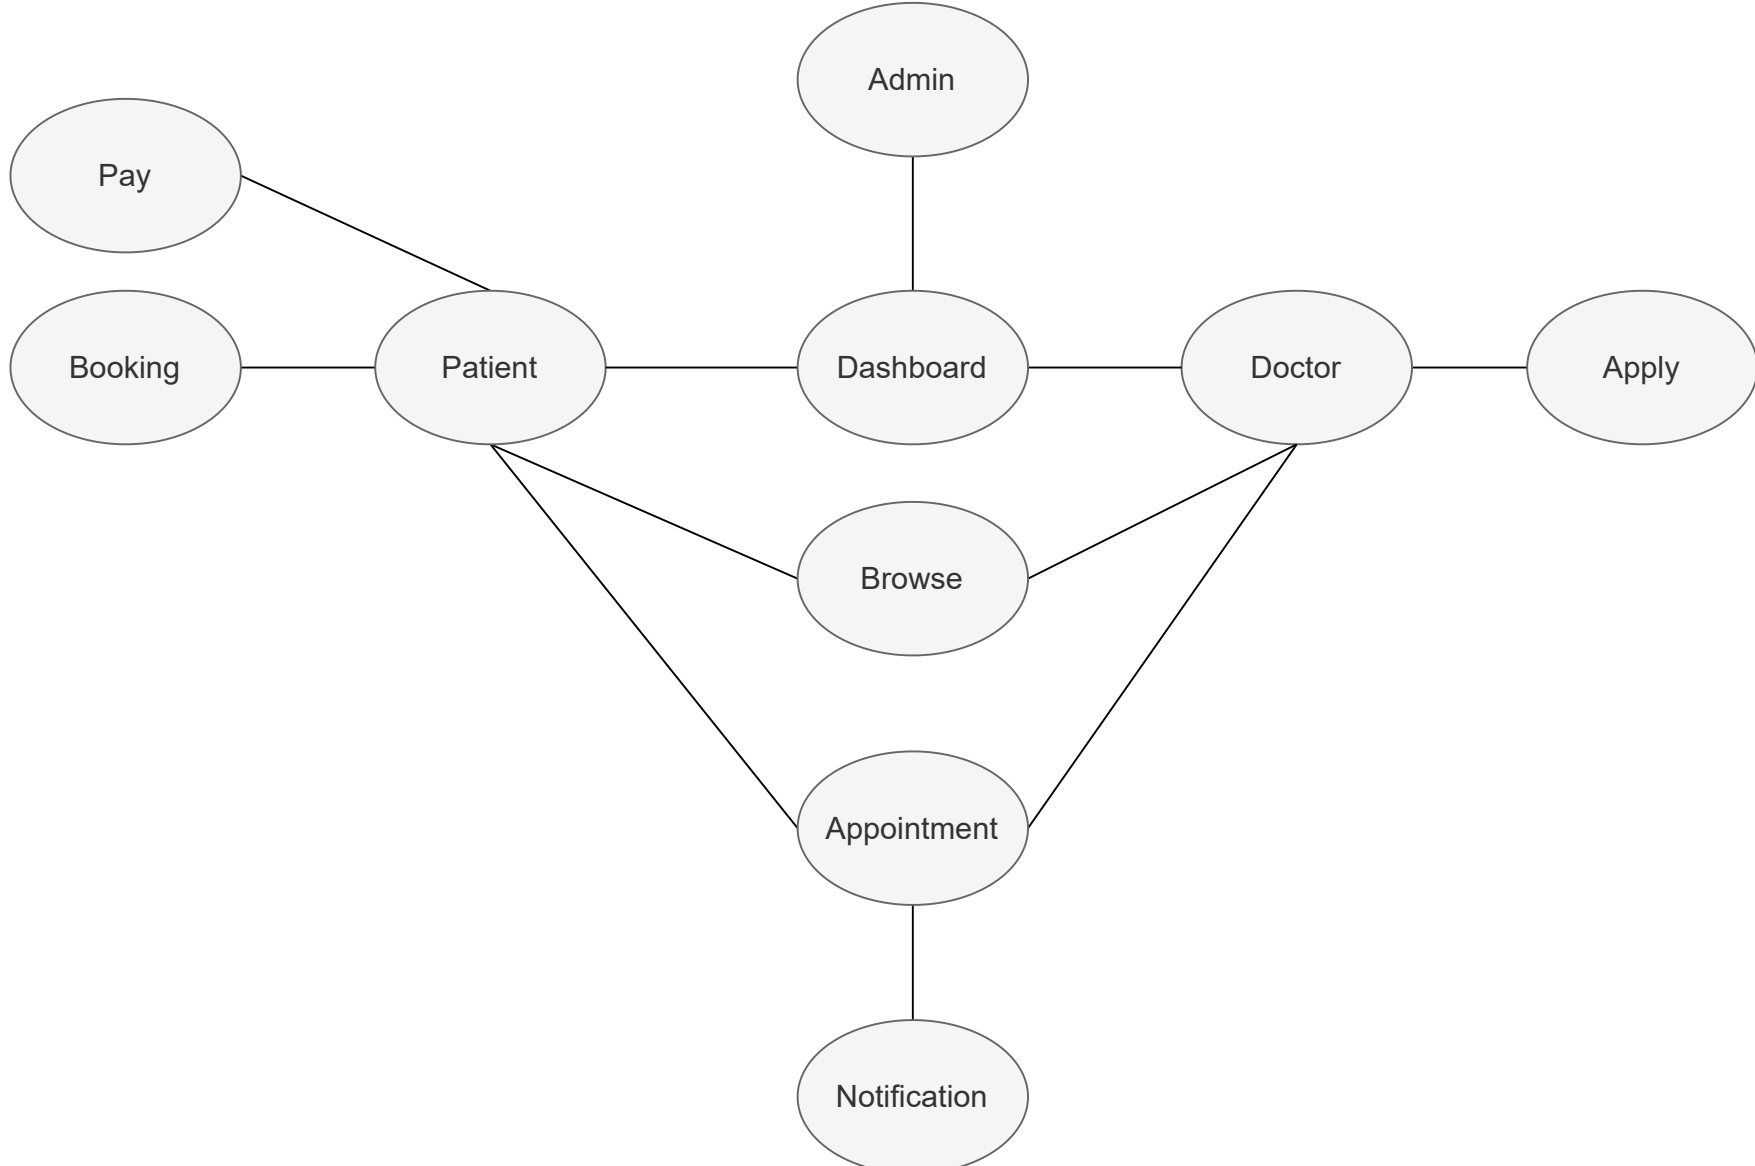 Admin
Pay
Booking
Patient
Dashboard
Doctor
Apply
Browse
Appointment
Notification